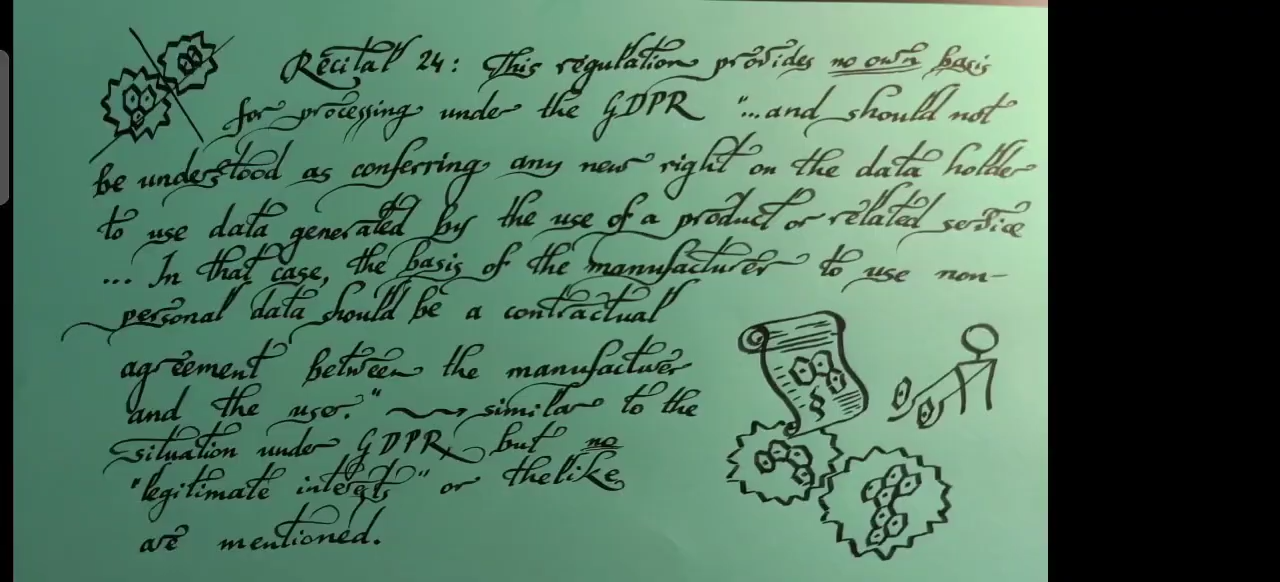 Recital 24: This regulation provides no own basis
for processing under the GDPR "...and should not
be understood as conferring any new right on the data holder
to use data generated by the use of a product or related service
... In that case, the basis of the manufacturer to use non-
personal data should be a contractual
agreement between the manufacturer
and the user." similar to the
situation under GDPR, but no
"legitimate interests" or thelike
are mentioned.
§